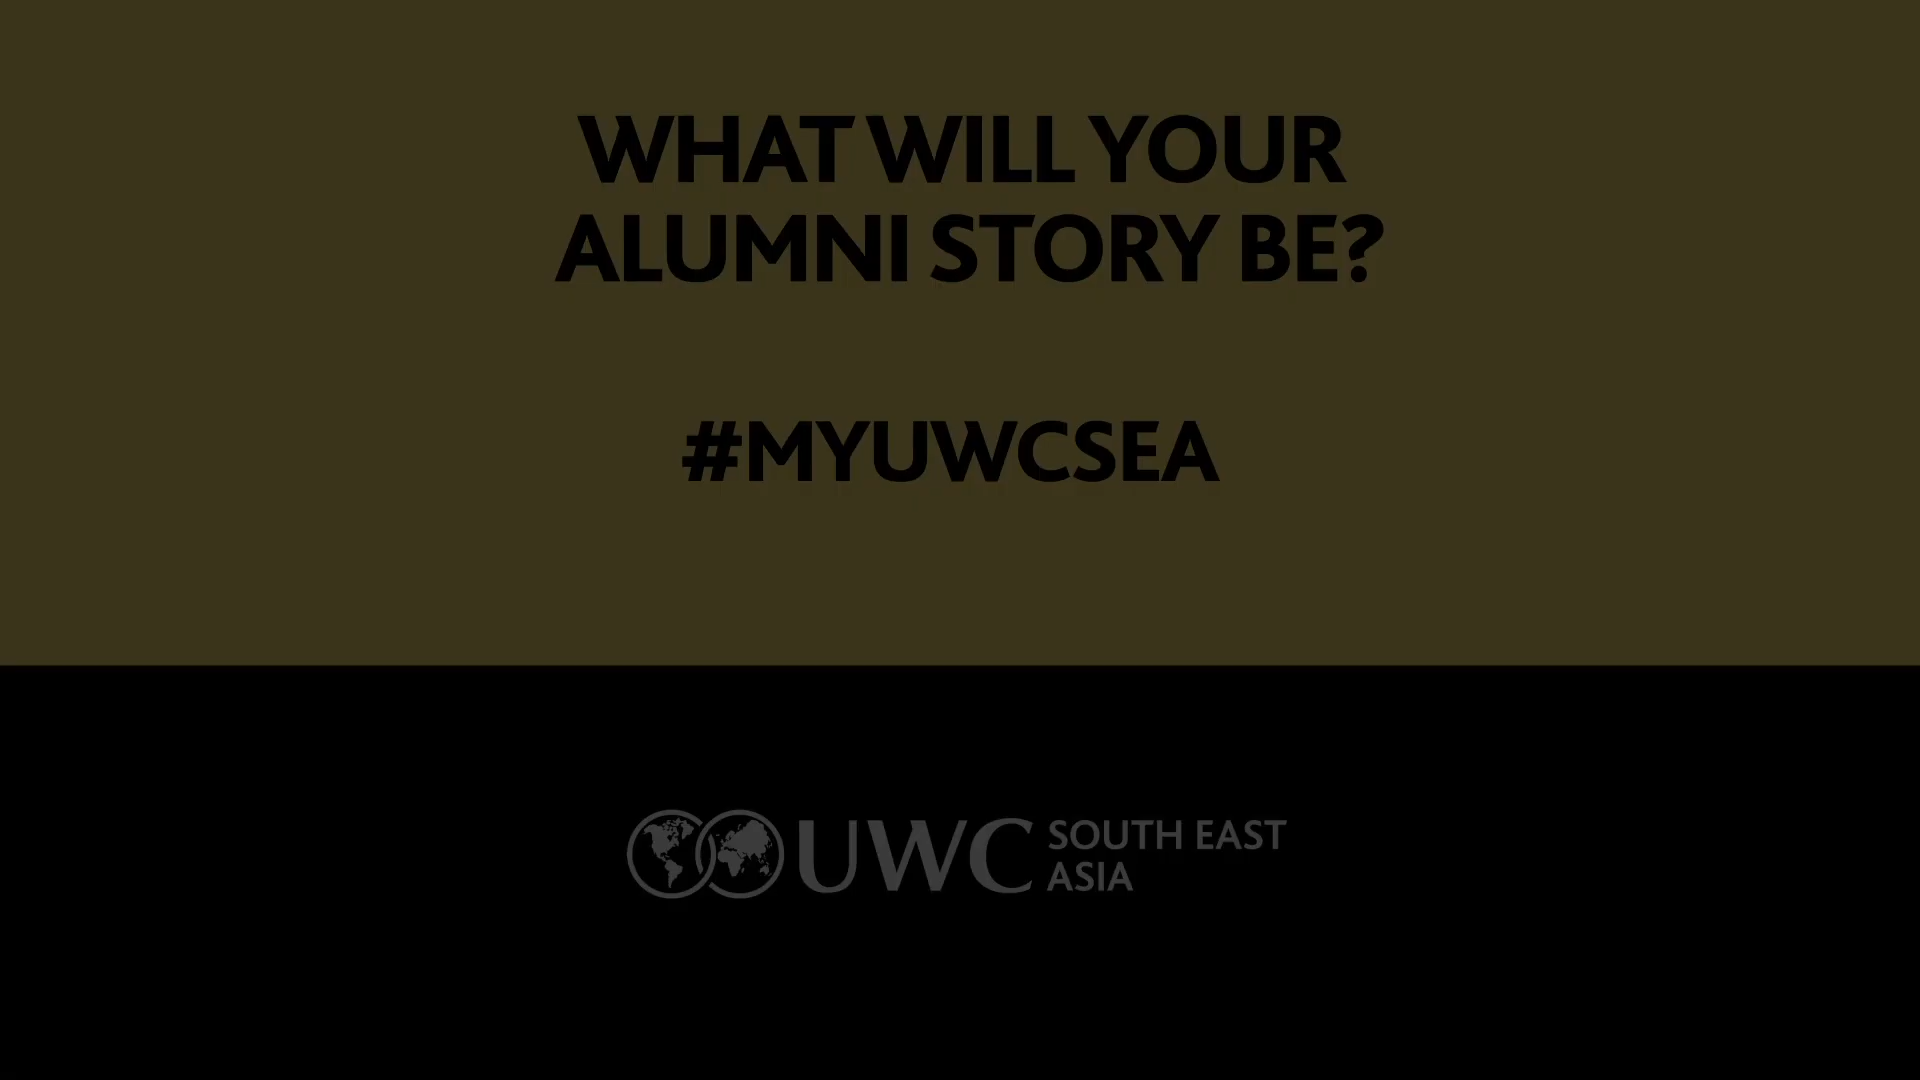 WHAT WILL YOUR
ALUMNI STORY BE?
#MYUWCSEA
UWC SOUTH EAST
ASIA